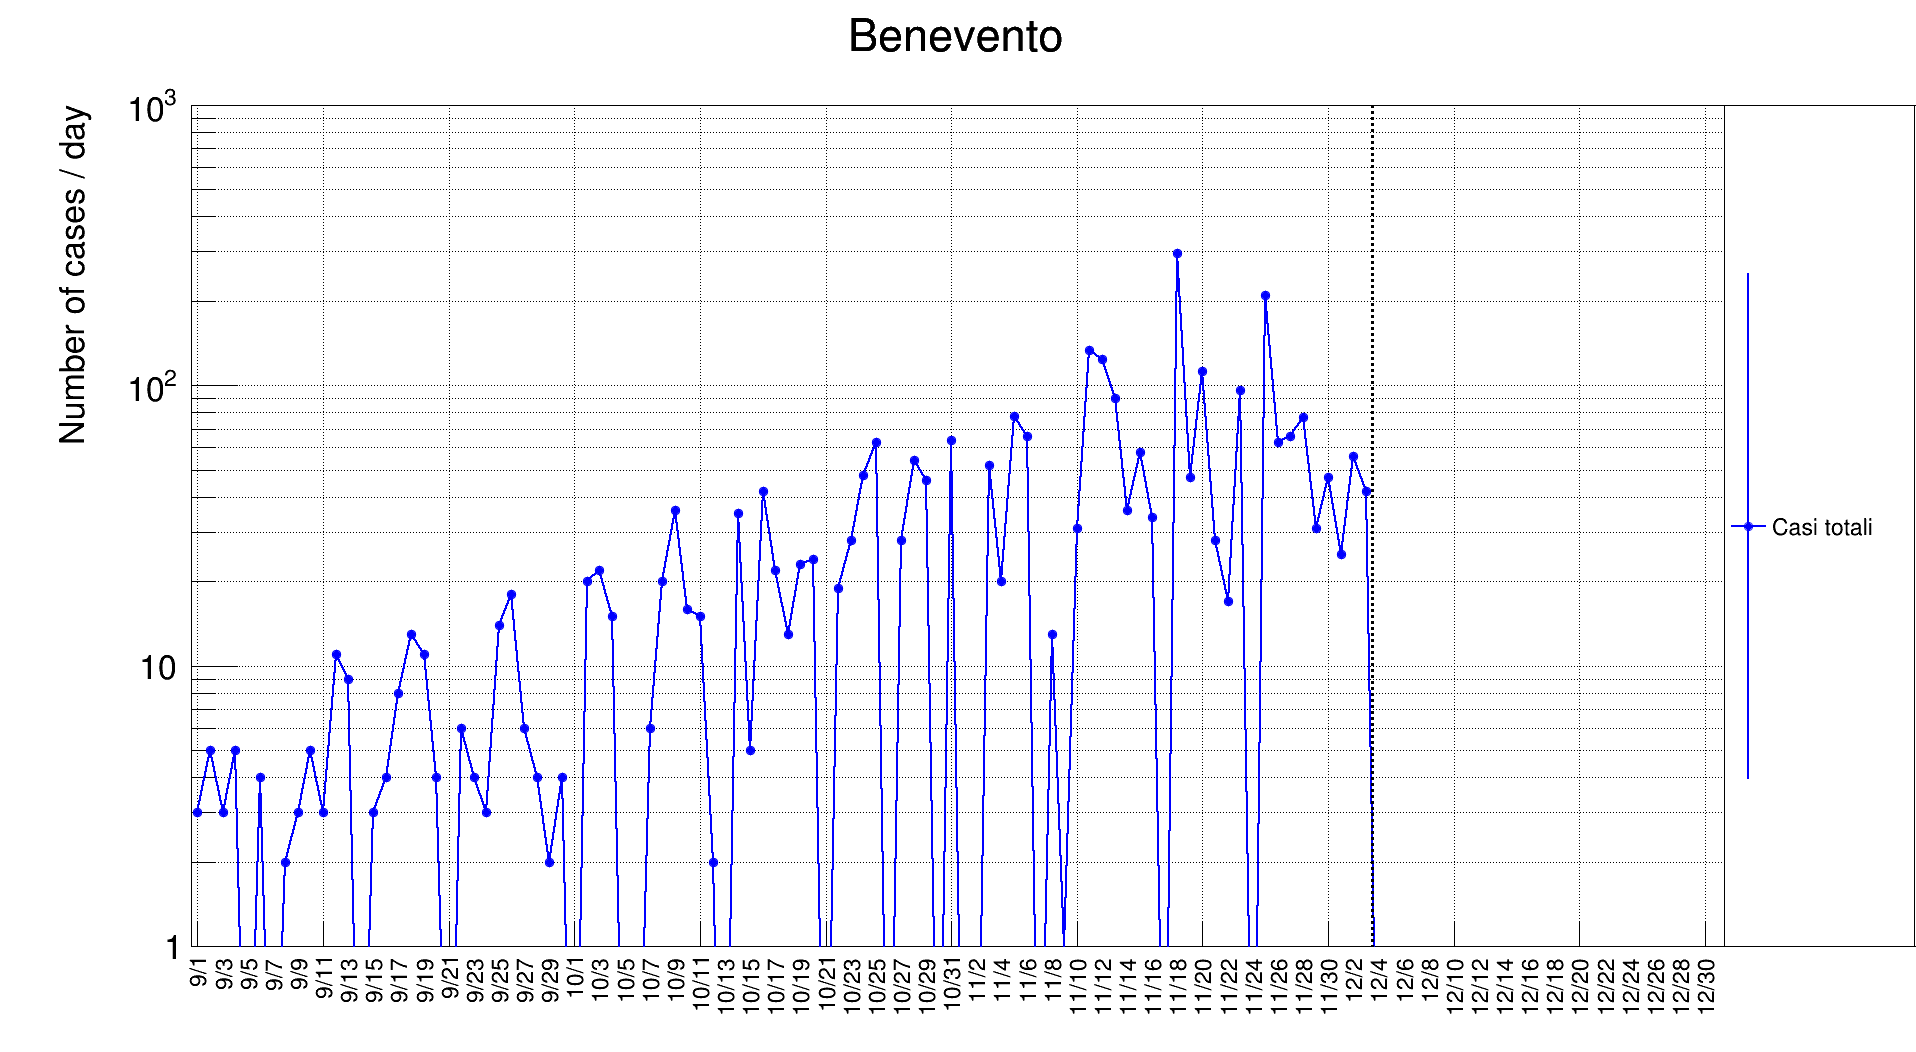 Benevento
Number of cases / day
10³
10²
10
1
9/1 9/3 9/5 9/7 9/9 9/11 9/13 9/15 9/17 9/19 9/21 9/23 9/25 9/27 9/29 10/1 10/3 10/5 10/7 10/9 10/11 10/13 10/15 10/17 10/19 10/21 10/23 10/25 10/27 10/29 10/31 11/2 11/4 11/6 11/8 11/10 11/12 11/14 11/16 11/18 11/20 11/22 11/24 11/26 11/28 11/30 12/2 12/4 12/6 12/8 12/10 12/12 12/14 12/16 12/18 12/20 12/22 12/24 12/26 12/28 12/30
Casi totali